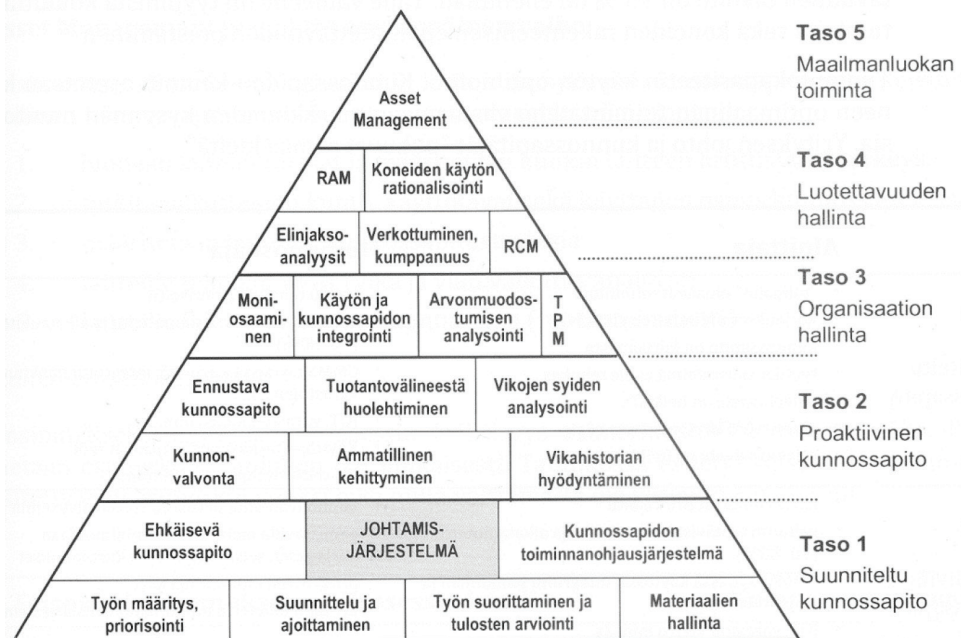 Asset
Management
Taso 5
Maailmanluokan
toiminta
RAM
Koneiden käytön
rationalisointi
Elinjakso-
analyysit
Verkottuminen,
kumppanuus
RCM
Taso 4
Luotettavuuden
hallinta
Moni-
osaami-
nen
Käytön ja
kunnossapidon
integrointi
Arvonmuodos-
tumisen
analysointi
T
P
M
Taso 3
Organisaation
hallinta
Ennustava
kunnossapito
Tuotantovälineestä
huolehtiminen
Vikojen syiden
analysointi
Kunnon-
valvonta
Ammatillinen
kehittyminen
Vikahistorian
hyödyntäminen
Taso 2
Proaktiivinen
kunnossapito
Ehkäisevä
kunnossapito
JOHTAMIS-
JÄRJESTELMÄ
Kunnossapidon
toiminnanohjausjärjestelmä
Työn määritys,
priorisointi
Suunnittelu ja
ajoittaminen
Työn suorittaminen ja
tulosten arviointi
Materiaalien
hallinta
Taso 1
Suunniteltu
kunnossapito